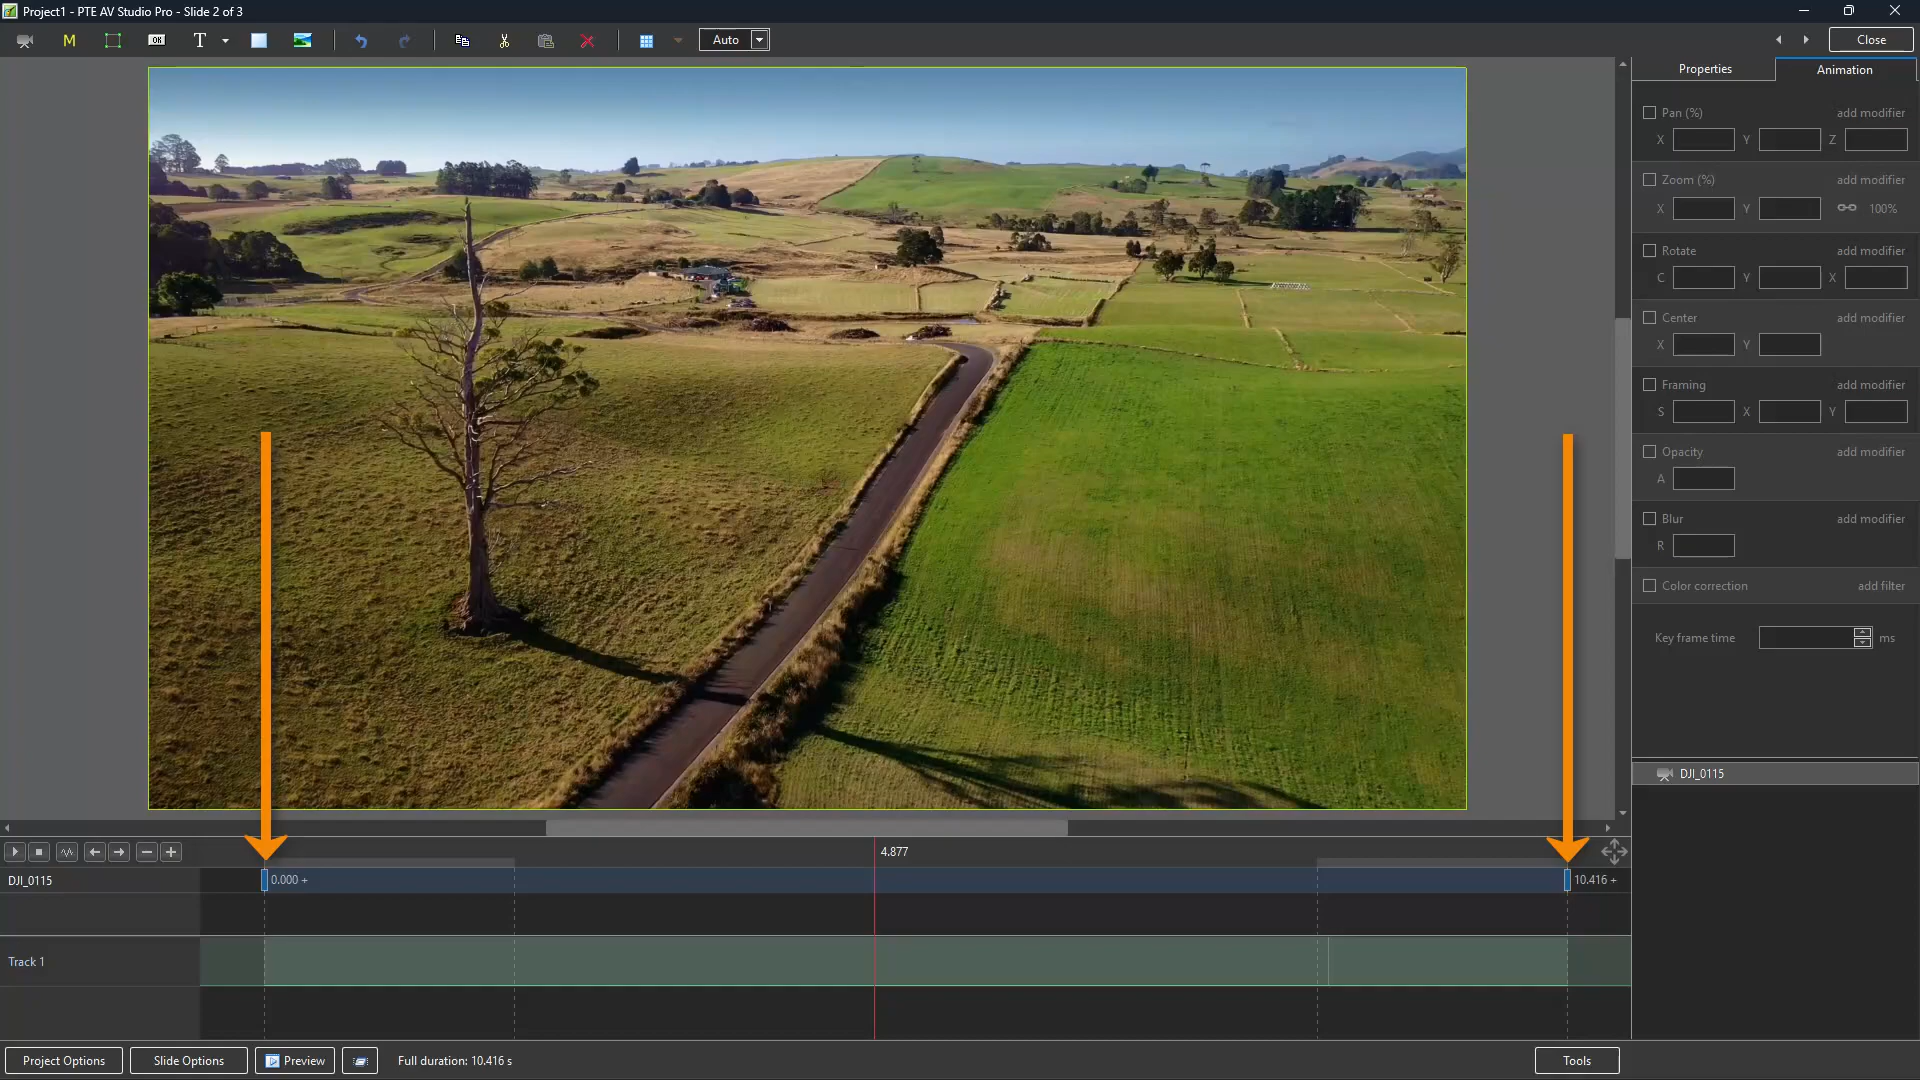 Project1 - PTE AV Studio Pro - Slide 2 of 3
M
OK
T
Auto
Close
Properties
Animation
Pan (%)
add modifier
X
Y
Z
Zoom (%)
add modifier
X
Y
100%
Rotate
add modifier
C
Y
X
Center
add modifier
X
Y
Framing
add modifier
S
X
Y
Opacity
add modifier
A
Blur
add modifier
R
Color correction
add filter
Key frame time
ms
DJI_0115
4.877
DJI_0115
0.000 +
10.416 +
Track 1
Project Options
Slide Options
Preview
Full duration: 10.416 s
Tools